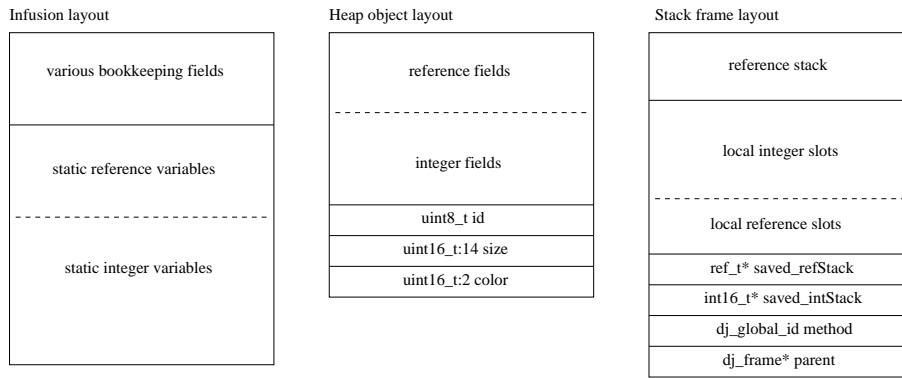 Infusion layout
various bookkeeping fields
static reference variables
static integer variables
Heap object layout
reference fields
integer fields
uint8_t id
uint16_t:14 size
uint16_t:2 color
Stack frame layout
reference stack
local integer slots
local reference slots
ref_t* saved_refStack
int16_t* saved_intStack
dj_global_id method
dj_frame* parent